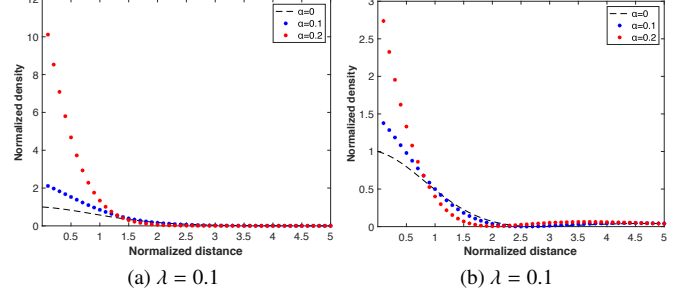 12
10
8
6
4
2
0
Normalized density
0.5 1 1.5 2 2.5 3 3.5 4 4.5 5
Normalized distance
α=0
α=0.1
α=0.2
(a) λ = 0.1
3
2.5
2
1.5
1
0.5
0
Normalized density
0.5 1 1.5 2 2.5 3 3.5 4 4.5 5
Normalized distance
α=0
α=0.1
α=0.2
(b) λ = 0.1